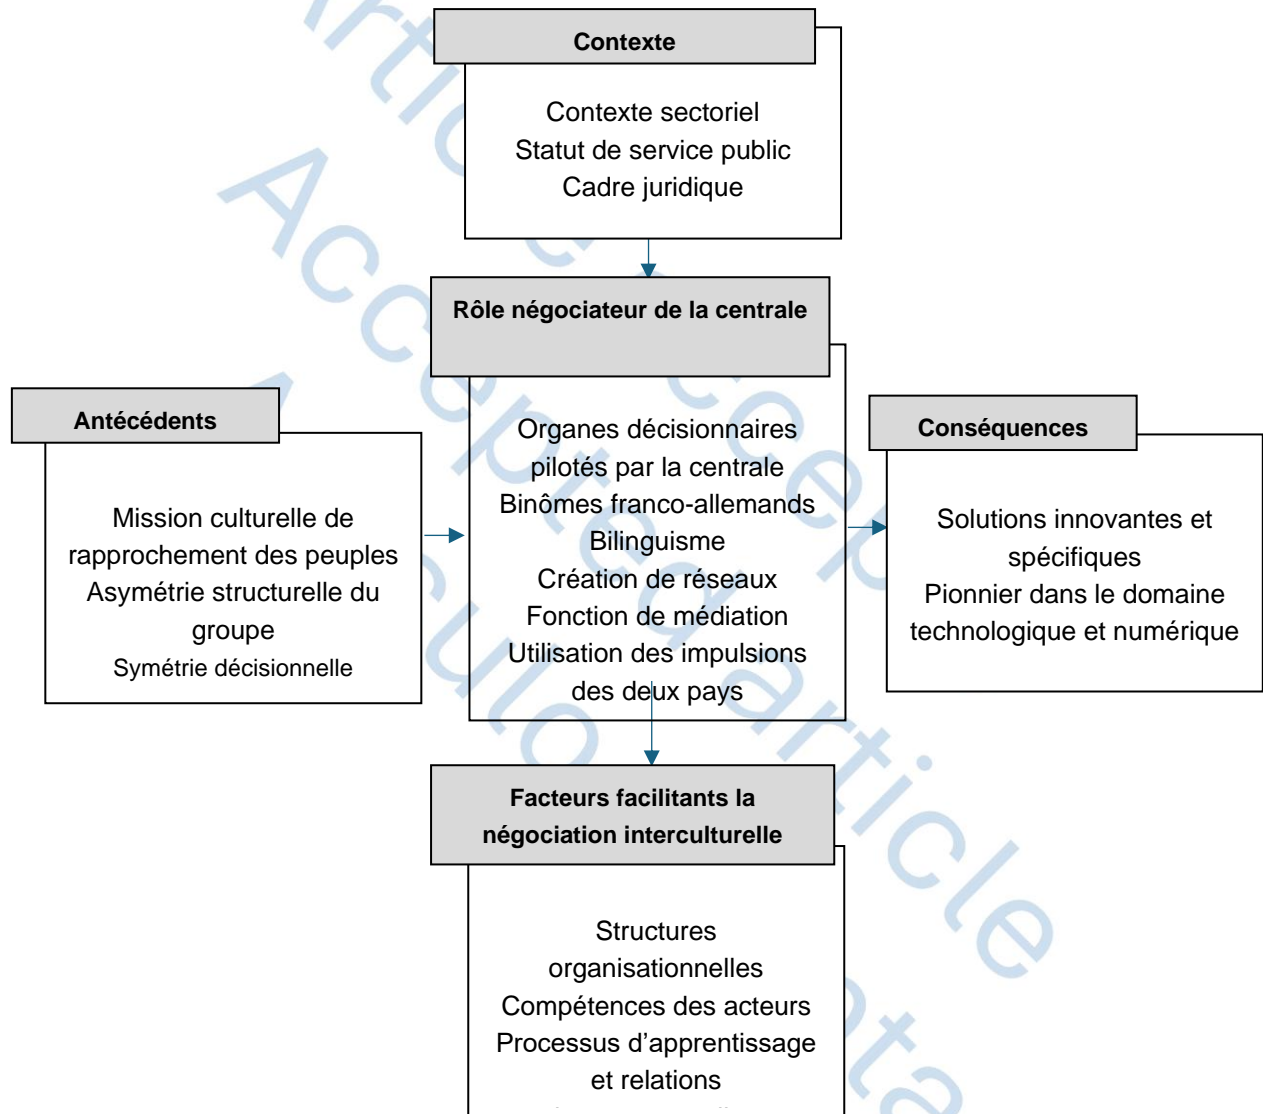 Contexte
Contexte sectoriel
Statut de service public
Cadre juridique
Rôle négociateur de la centrale
Antécédents
Mission culturelle de
rapprochement des peuples
Asymétrie structurelle du
groupe
Symétrie décisionnelle
Organes décisionnaires
pilotés par la centrale
Binômes franco-allemands
Bilinguisme
Création de réseaux
Fonction de médiation
Utilisation des impulsions
des deux pays
Conséquences
Solutions innovantes et
spécifiques
Pionnier dans le domaine
technologique et numérique
Facteurs facilitants la
négociation interculturelle
Structures
organisationnelles
Compétences des acteurs
Processus d'apprentissage
et relations
Accepted article